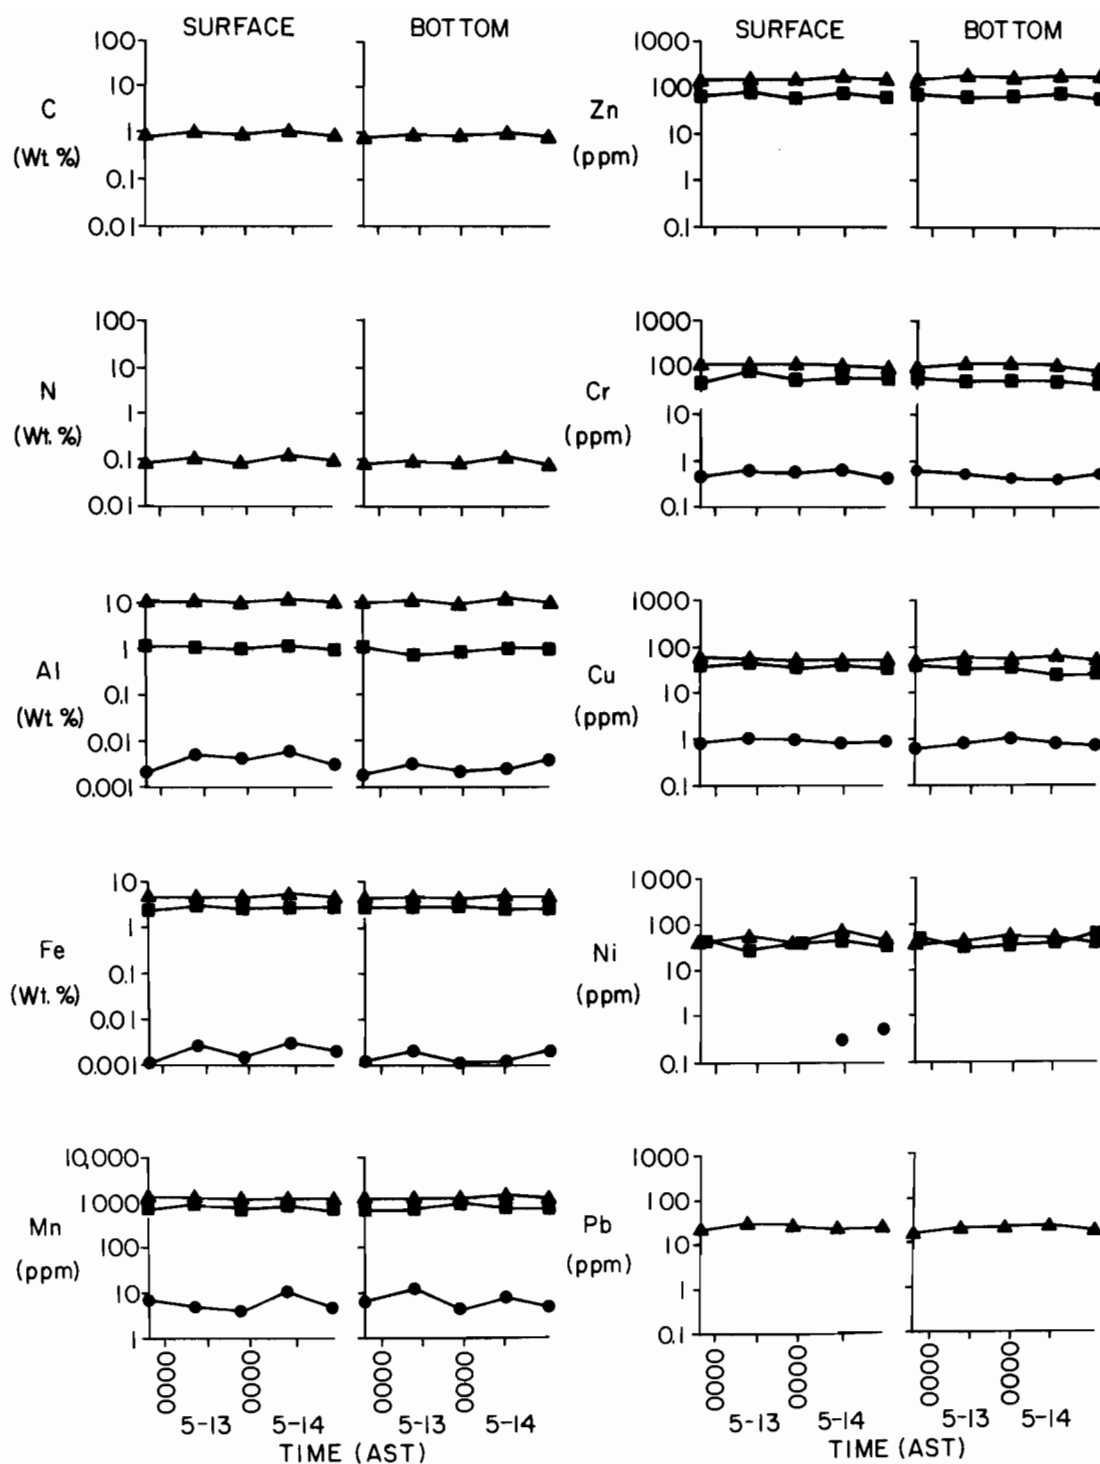 SURFACE BOTTOM
100
10
1
0.1
0.01
C
(Wt.%)
100
10
1
0.1
0.01
N
(Wt.%)
10
1
0.1
0.01
0.001
Al
(Wt.%)
10
1
0.1
0.01
0.001
Fe
(Wt.%)
10,000
1000
100
10
1
Mn
(ppm)
0000 0000 0000 0000
5-13 5-14 5-13 5-14
TIME (AST)
SURFACE BOTTOM
1000
100
10
1
0.1
Zn
(ppm)
1000
100
10
1
0.1
Cr
(ppm)
1000
100
10
1
0.1
Cu
(ppm)
1000
100
10
1
0.1
Ni
(ppm)
1000
100
10
1
0.1
Pb
(ppm)
0000 0000 0000 0000
5-13 5-14 5-13 5-14
TIME (AST)